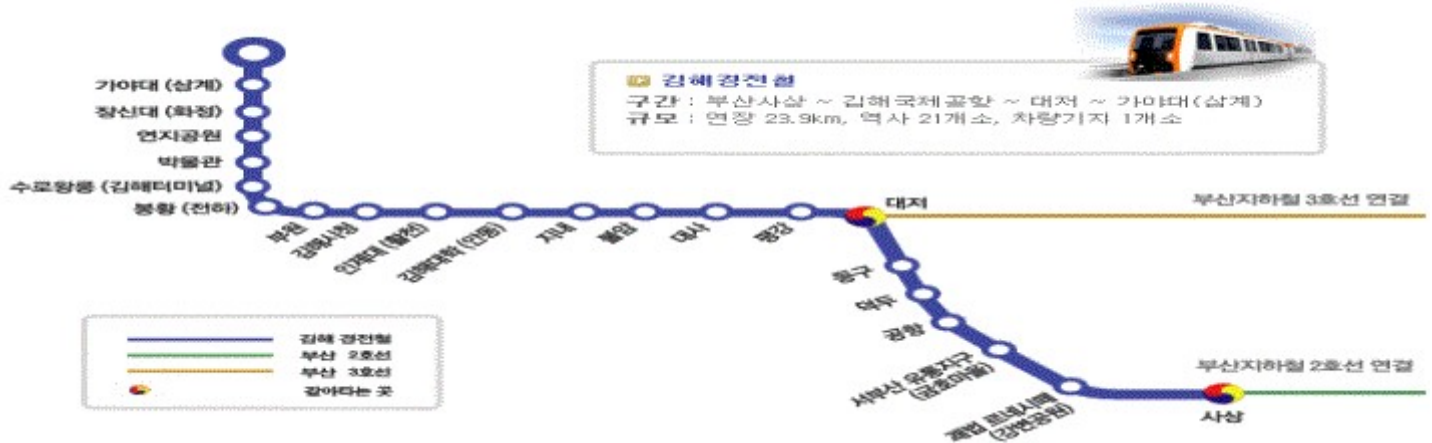 김해경전철
구간 : 부산사상 ~ 김해국제공항 ~ 대저 ~ 가야대(삼계)
규모 : 연장 23.9km, 역사 21개소, 차량기지 1개소
가야대 (삼계)
장신대 (화정)
연지공원
박물관
수로왕릉 (김해터미널)
봉황 (전하)
부원
김해시청
인제대 (활천)
김해대학 (안동)
지내
불암
대사
평강
대저
부산지하철 3호선 연결
등구
덕두
공항
서부산 유통지구
(금호마을)
괘법 르네시떼
(강변공원)
사상
부산지하철 2호선 연결
김해 경전철
부산 2호선
부산 3호선
갈아타는 곳